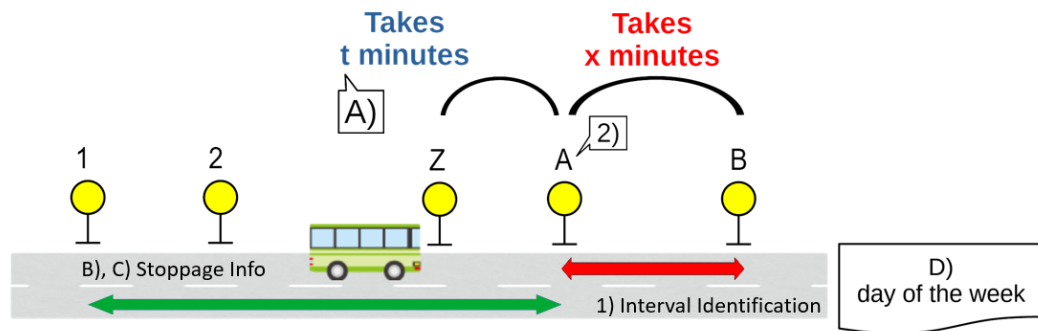 Takes
t minutes
Takes
x minutes
A)
2)
1
2
Z
A
B
B), C) Stoppage Info
1) Interval Identification
D)
day of the week